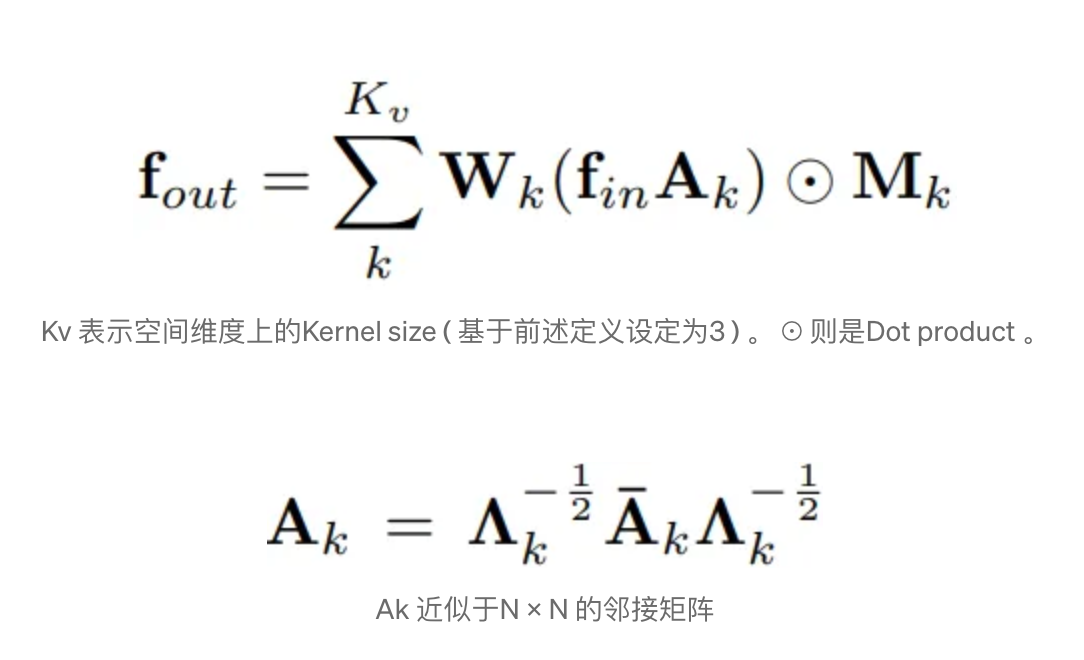 $$\mathbf{f}_{out} = \sum_{k}^{K_v} \mathbf{W}_k(\mathbf{f}_{in}\mathbf{A}_k) \odot \mathbf{M}_k$$
Kv 表示空间维度上的Kernel size ( 基于前述定义设定为3 ) 。 ⊙ 则是Dot product 。
$$\mathbf{A}_k = \mathbf{\Lambda}_k^{-\frac{1}{2}} \bar{\mathbf{A}}_k \mathbf{\Lambda}_k^{-\frac{1}{2}}$$
Ak 近似于N × N 的邻接矩阵